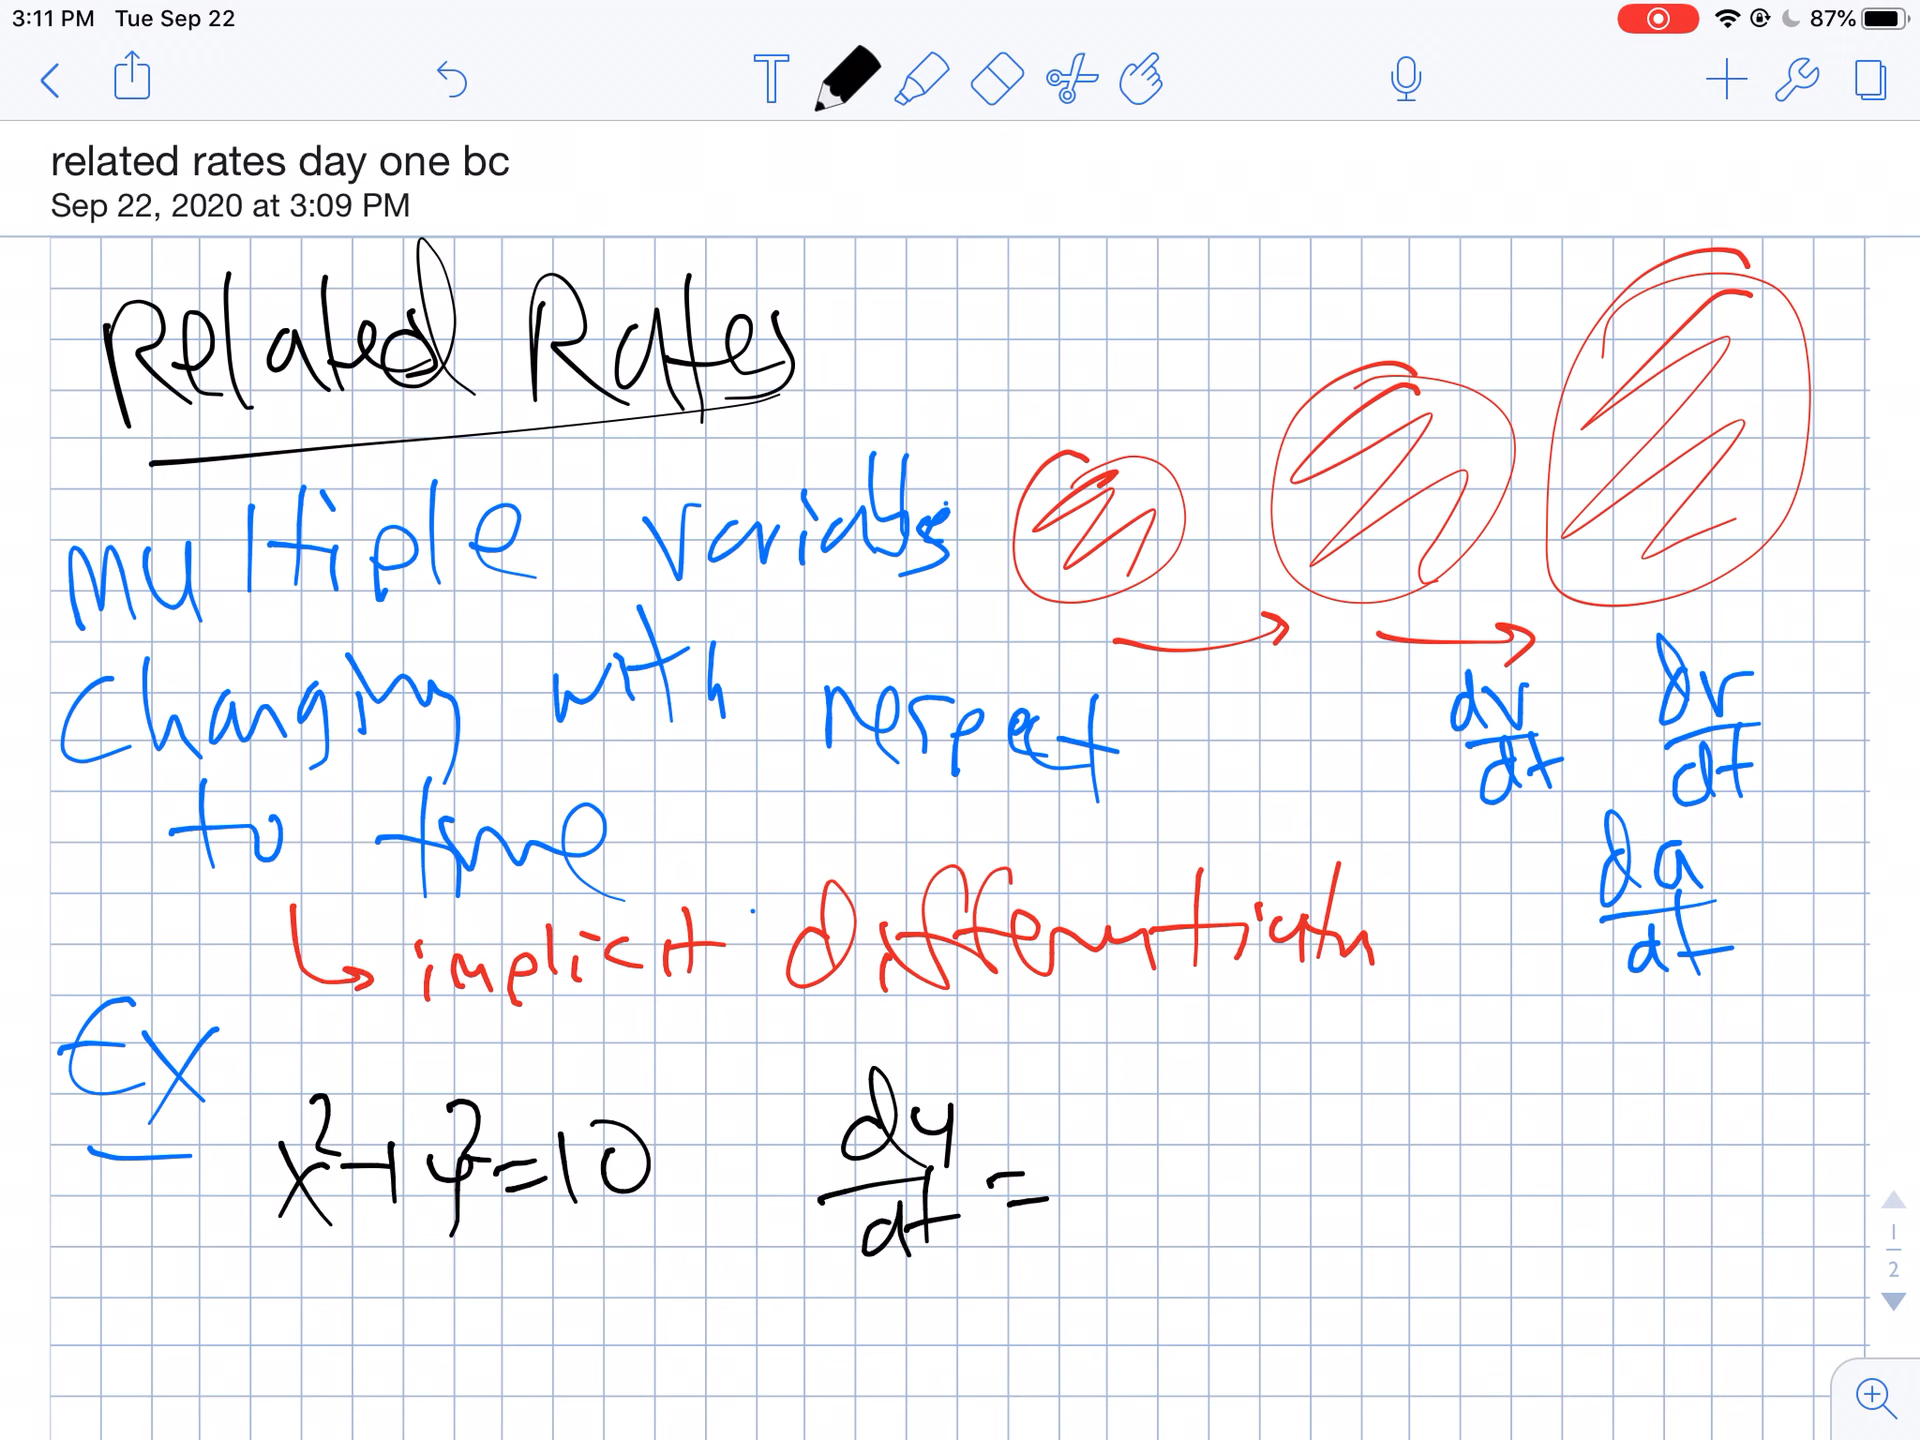 3:11 PM Tue Sep 22
87%
related rates day one bc
Sep 22, 2020 at 3:09 PM
Related Rates
Multiple variables
Changing with respect
to time
dv/dt dr/dt
da/dt
implicit differentiation
Ex
x²+y²=10 dy/dt =
1
2